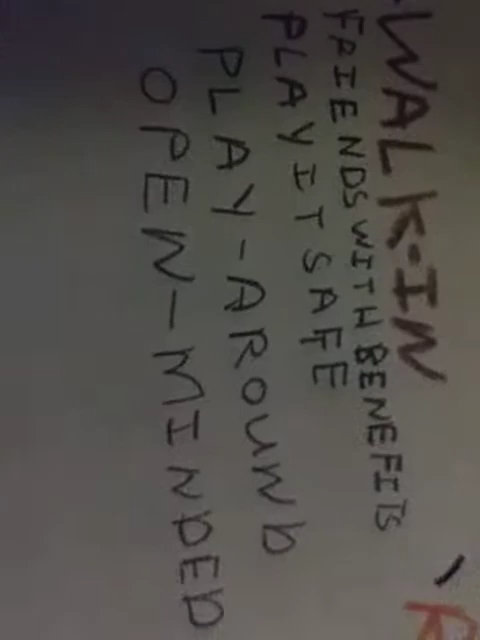 WALK-IN
FRIENDS WITH BENEFITS
PLAY IT SAFE
PLAY-AROUND
OPEN-MINDED